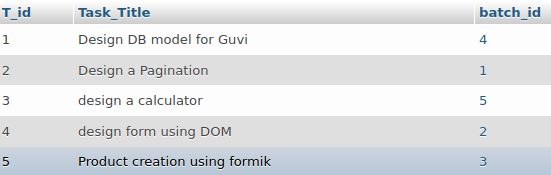 T_id Task_Title batch_id
1 Design DB model for Guvi 4
2 Design a Pagination 1
3 design a calculator 5
4 design form using DOM 2
5 Product creation using formik 3